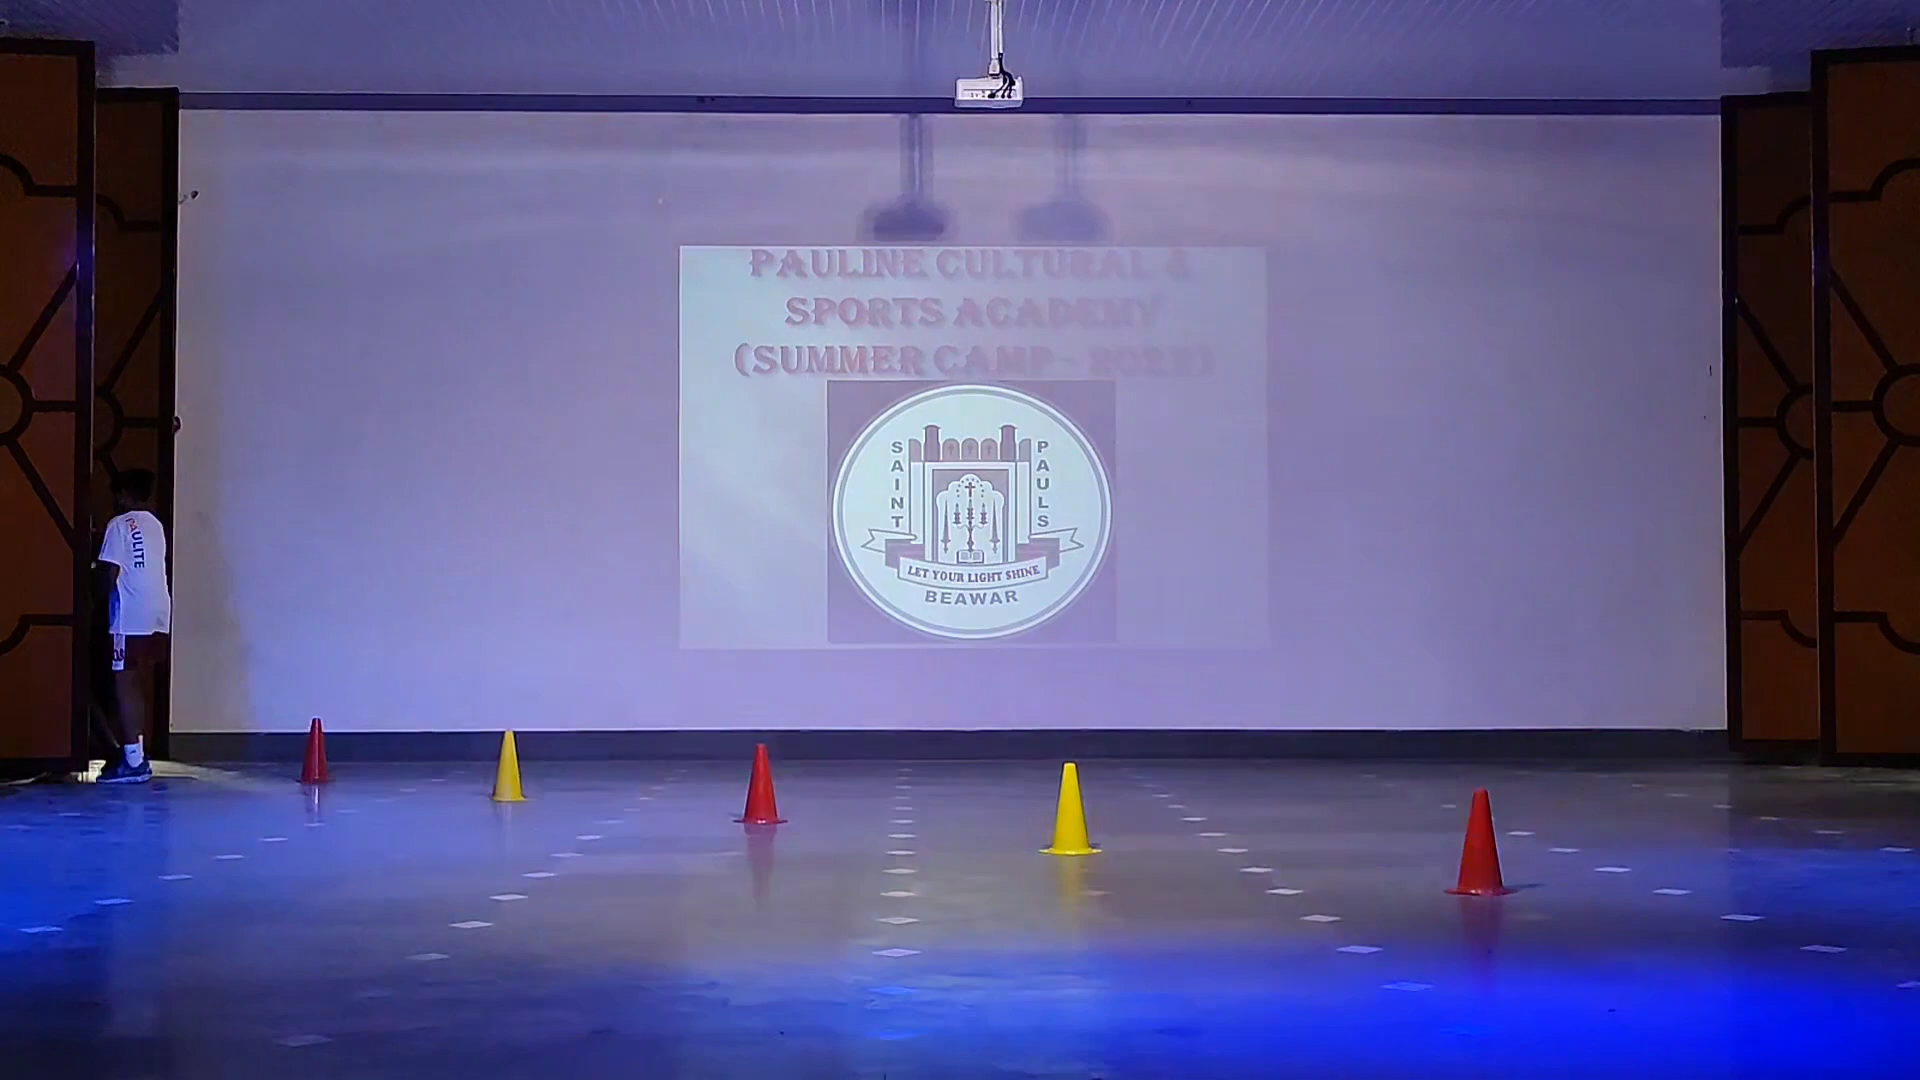 PAULINE CULTURAL &
SPORTS ACADEMY
(SUMMER CAMP -
SAINT
PAULS
LET YOUR LIGHT SHINE
BEAWAR
PAULITE